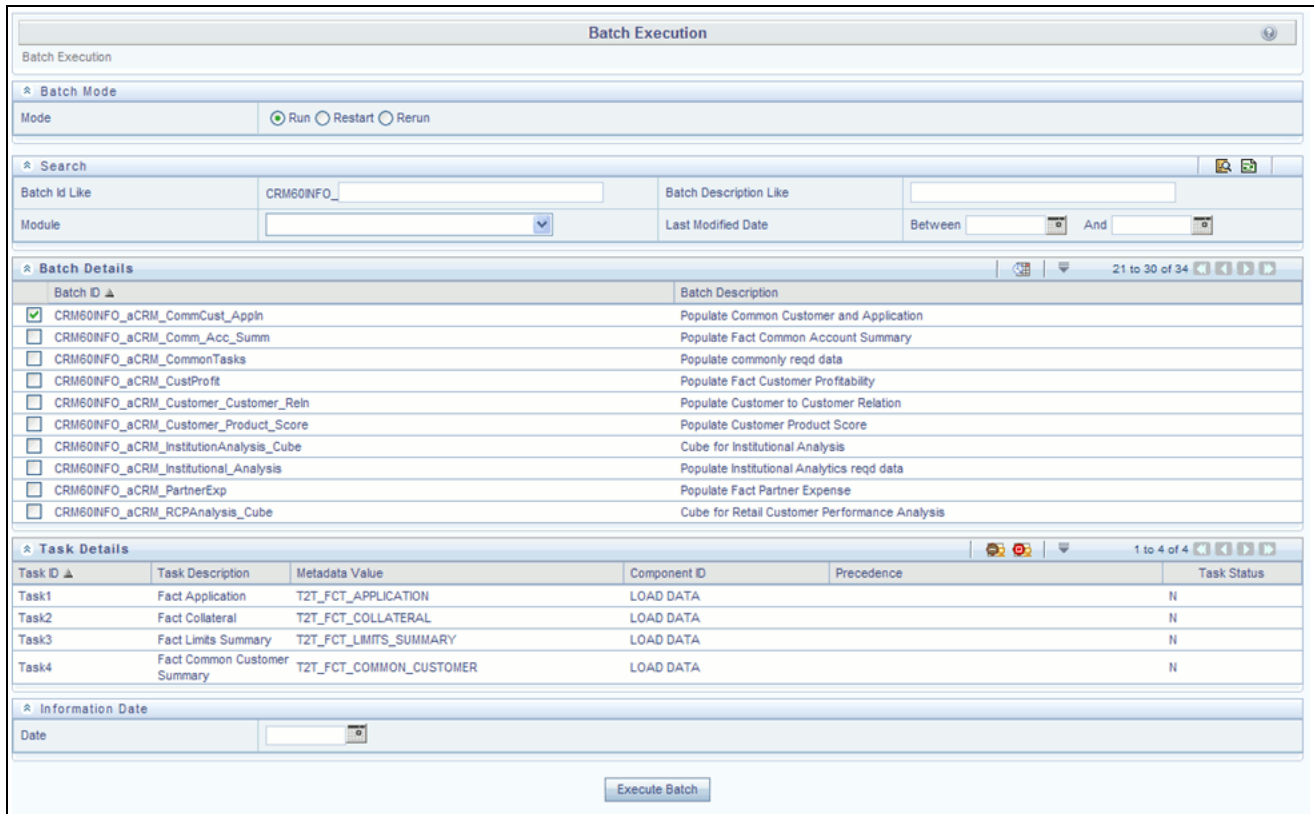 Batch Execution
Batch Execution
Batch Mode
Mode Run Restart Rerun
Search
Batch Id Like CRM60INFO_ Batch Description Like
Module Last Modified Date Between And
Batch Details 21 to 30 of 34
Batch ID Batch Description
CRM60INFO_aCRM_CommCust_Appln Populate Common Customer and Application
CRM60INFO_aCRM_Comm_Acc_Summ Populate Fact Common Account Summary
CRM60INFO_aCRM_CommonTasks Populate commonly reqd data
CRM60INFO_aCRM_CustProfit Populate Fact Customer Profitability
CRM60INFO_aCRM_Customer_Customer_Reln Populate Customer to Customer Relation
CRM60INFO_aCRM_Customer_Product_Score Populate Customer Product Score
CRM60INFO_aCRM_InstitutionAnalysis_Cube Cube for Institutional Analysis
CRM60INFO_aCRM_Institutional_Analysis Populate Institutional Analytics reqd data
CRM60INFO_aCRM_PartnerExp Populate Fact Partner Expense
CRM60INFO_aCRM_RCPAnalysis_Cube Cube for Retail Customer Performance Analysis
Task Details 1 to 4 of 4
Task ID Task Description Metadata Value Component ID Precedence Task Status
Task1 Fact Application T2T_FCT_APPLICATION LOAD DATA N
Task2 Fact Collateral T2T_FCT_COLLATERAL LOAD DATA N
Task3 Fact Limits Summary T2T_FCT_LIMITS_SUMMARY LOAD DATA N
Task4 Fact Common Customer Summary T2T_FCT_COMMON_CUSTOMER LOAD DATA N
Information Date
Date
Execute Batch